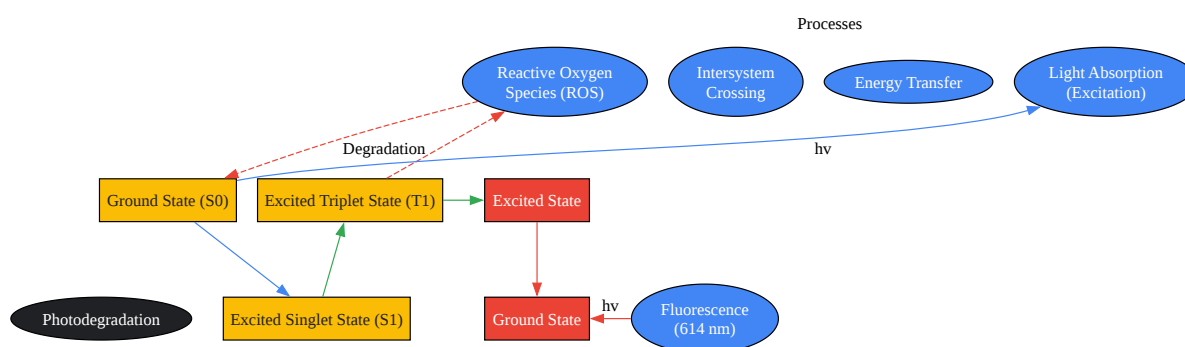 Processes
Reactive Oxygen
Species (ROS)
Intersystem
Crossing
Energy Transfer
Light Absorption
(Excitation)
Degradation
hv
Ground State (S0)
Excited Triplet State (T1)
Excited State
Photodegradation
Excited Singlet State (S1)
Ground State
hv
Fluorescence
(614 nm)